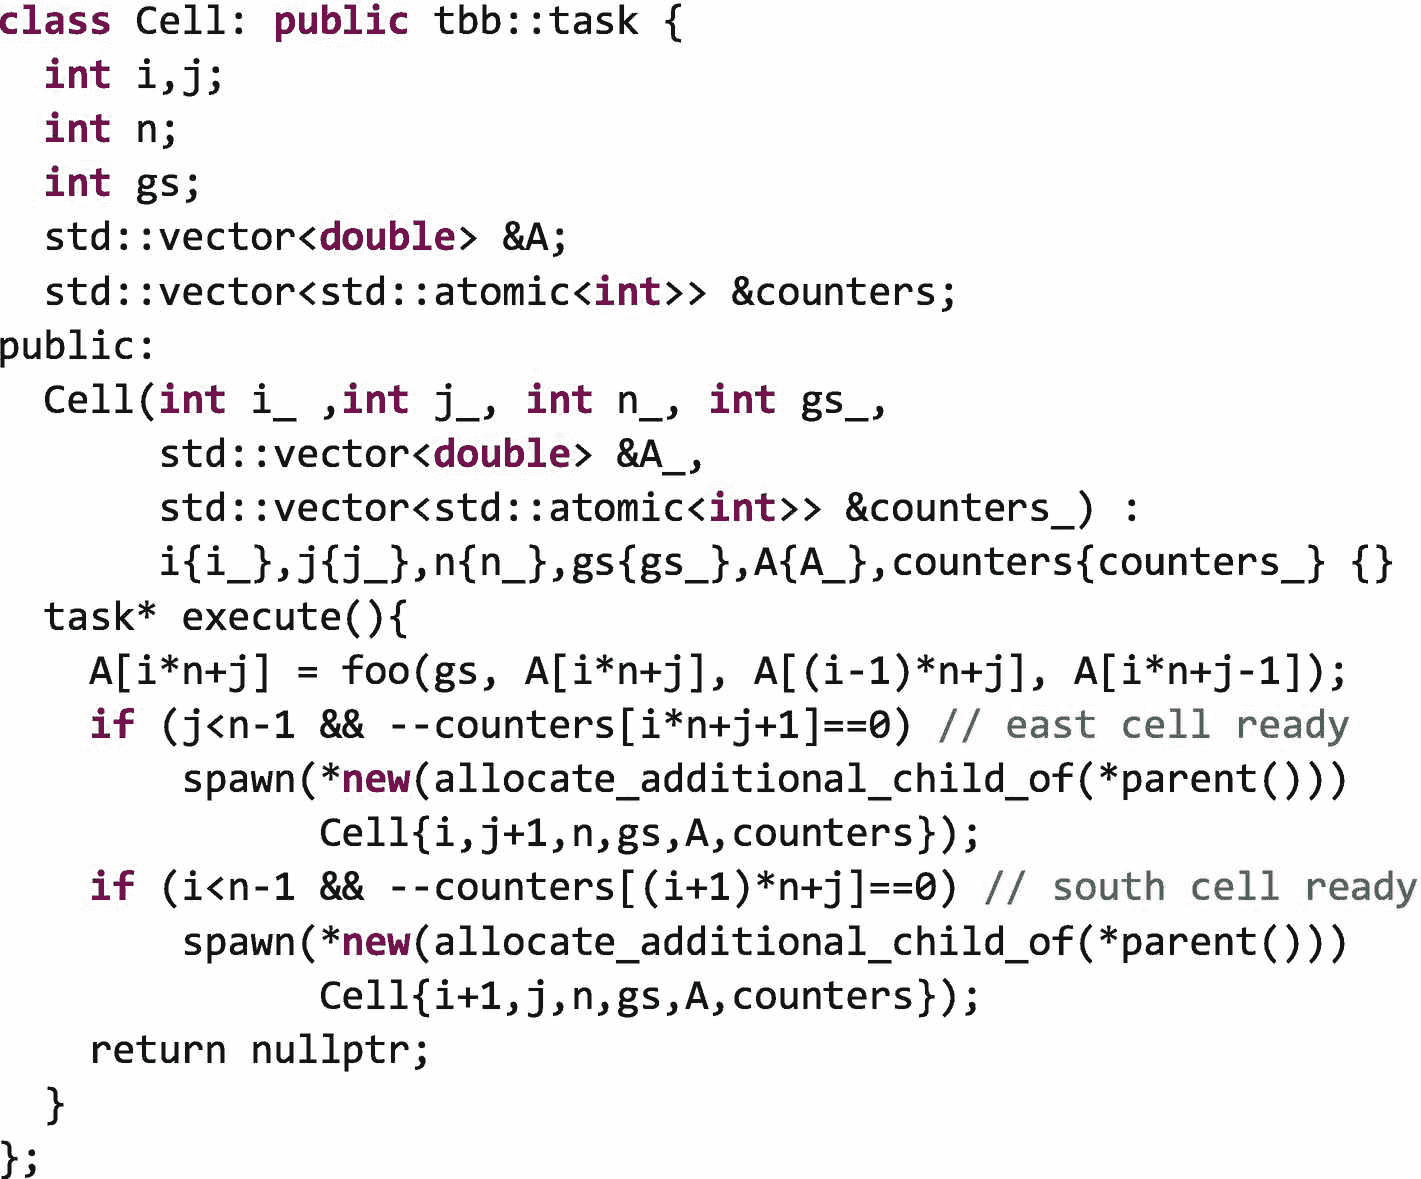 class Cell: public tbb::task {
  int i,j;
  int n;
  int gs;
  std::vector<double> &A;
  std::vector<std::atomic<int>> &counters;
public:
  Cell(int i_ ,int j_, int n_, int gs_,
       std::vector<double> &A_,
       std::vector<std::atomic<int>> &counters_) :
       i{i_},j{j_},n{n_},gs{gs_},A{A_},counters{counters_} {}
  task* execute(){
    A[i*n+j] = foo(gs, A[i*n+j], A[(i-1)*n+j], A[i*n+j-1]);
    if (j<n-1 && --counters[i*n+j+1]==0) // east cell ready
        spawn(*new(allocate_additional_child_of(*parent()))
              Cell{i,j+1,n,gs,A,counters});
    if (i<n-1 && --counters[(i+1)*n+j]==0) // south cell ready
        spawn(*new(allocate_additional_child_of(*parent()))
              Cell{i+1,j,n,gs,A,counters});
    return nullptr;
  }
};